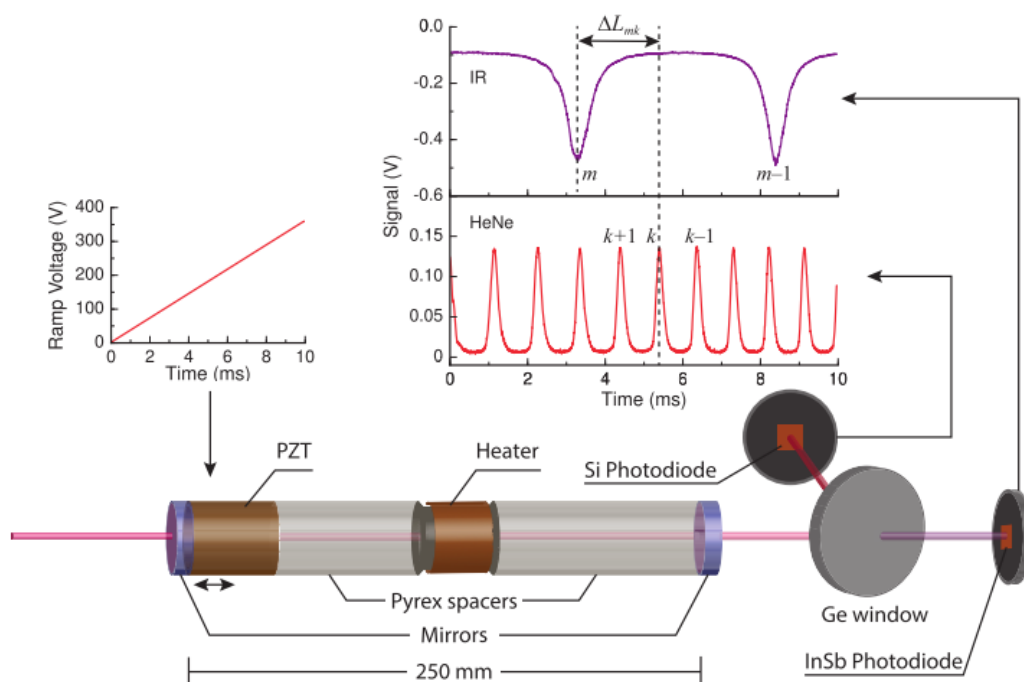 ΔLmk
0.0
-0.2
-0.4
-0.6
IR
m
m–1
Signal (V)
HeNe
k+1
k
k–1
0.15
0.10
0.05
0
0 2 4 6 8 10
Time (ms)
400
300
200
100
0
Ramp Voltage (V)
0 2 4 6 8 10
Time (ms)
PZT
Heater
Si Photodiode
Pyrex spacers
Mirrors
250 mm
Ge window
InSb Photodiode